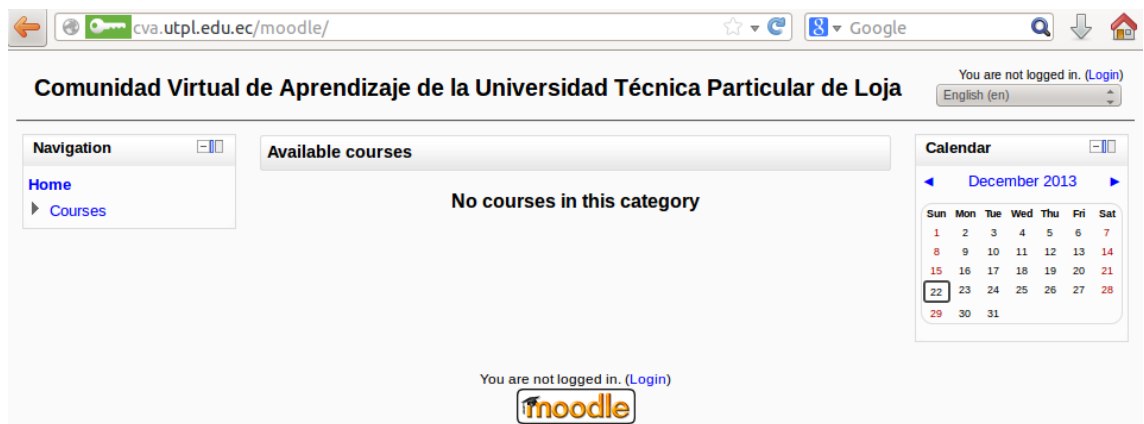 cva.utpl.edu.ec/moodle/
Google
Comunidad Virtual de Aprendizaje de la Universidad Técnica Particular de Loja
You are not logged in. (Login)
English (en)
Navigation
Home
Courses
Available courses
No courses in this category
Calendar
December 2013
Sun Mon Tue Wed Thu Fri Sat
1 2 3 4 5 6 7
8 9 10 11 12 13 14
15 16 17 18 19 20 21
22 23 24 25 26 27 28
29 30 31
You are not logged in. (Login)
moodle